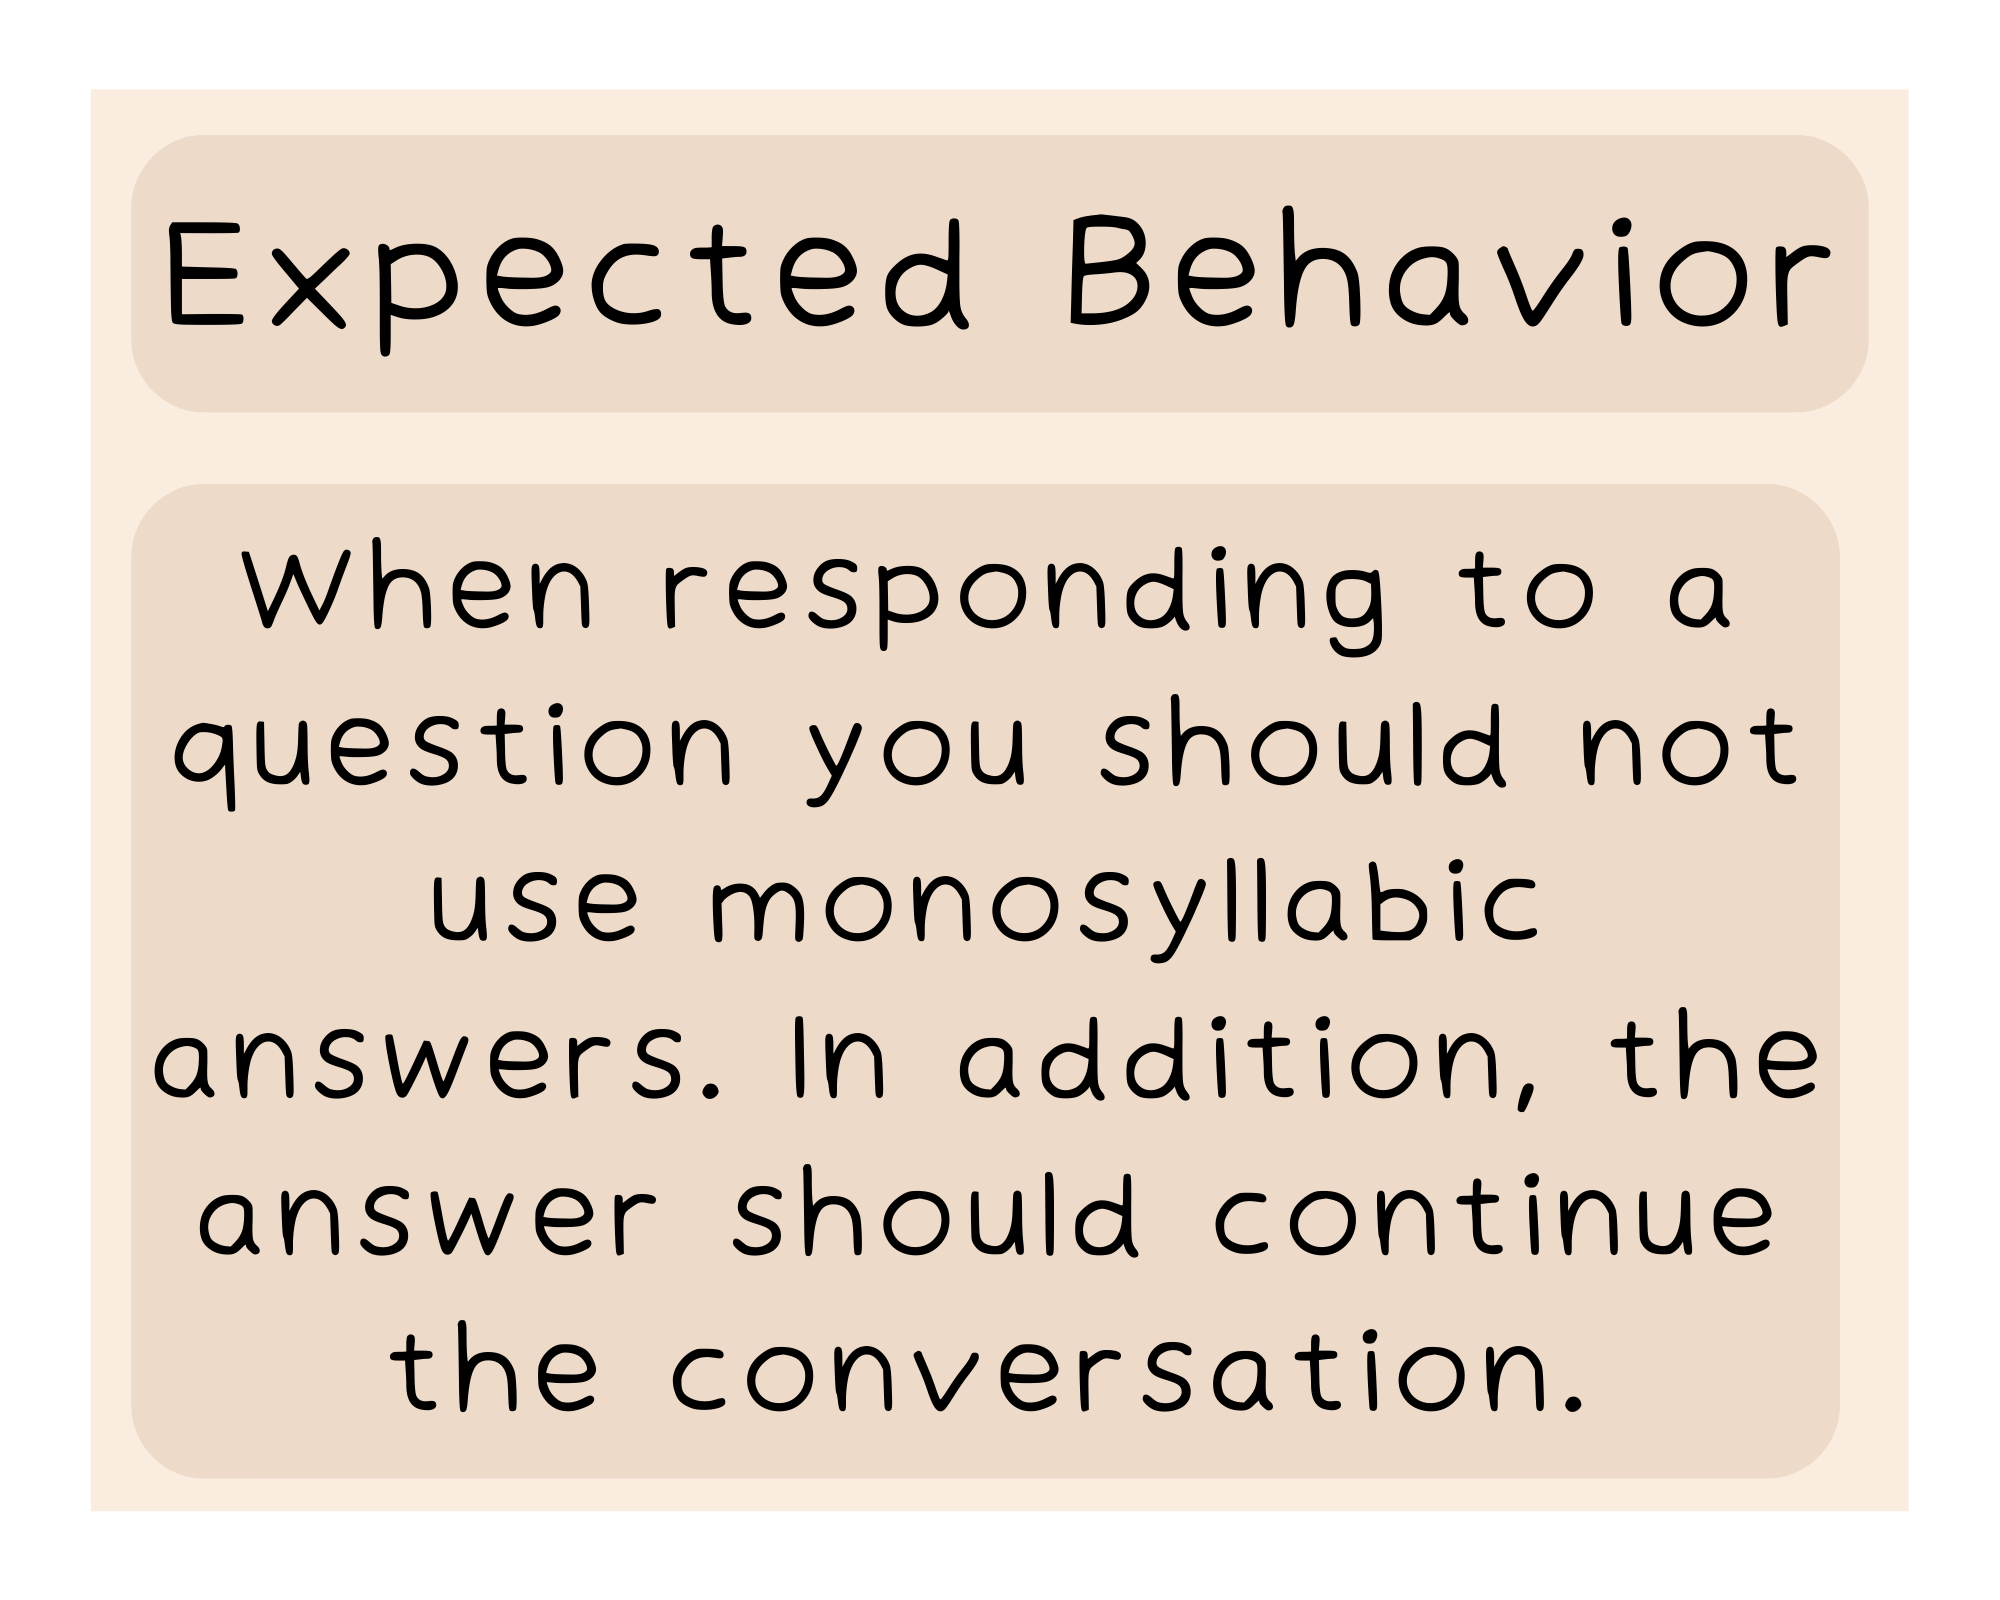 Expected Behavior
When responding to a
question you should not
use monosyllabic
answers. In addition, the
answer should continue
the conversation.